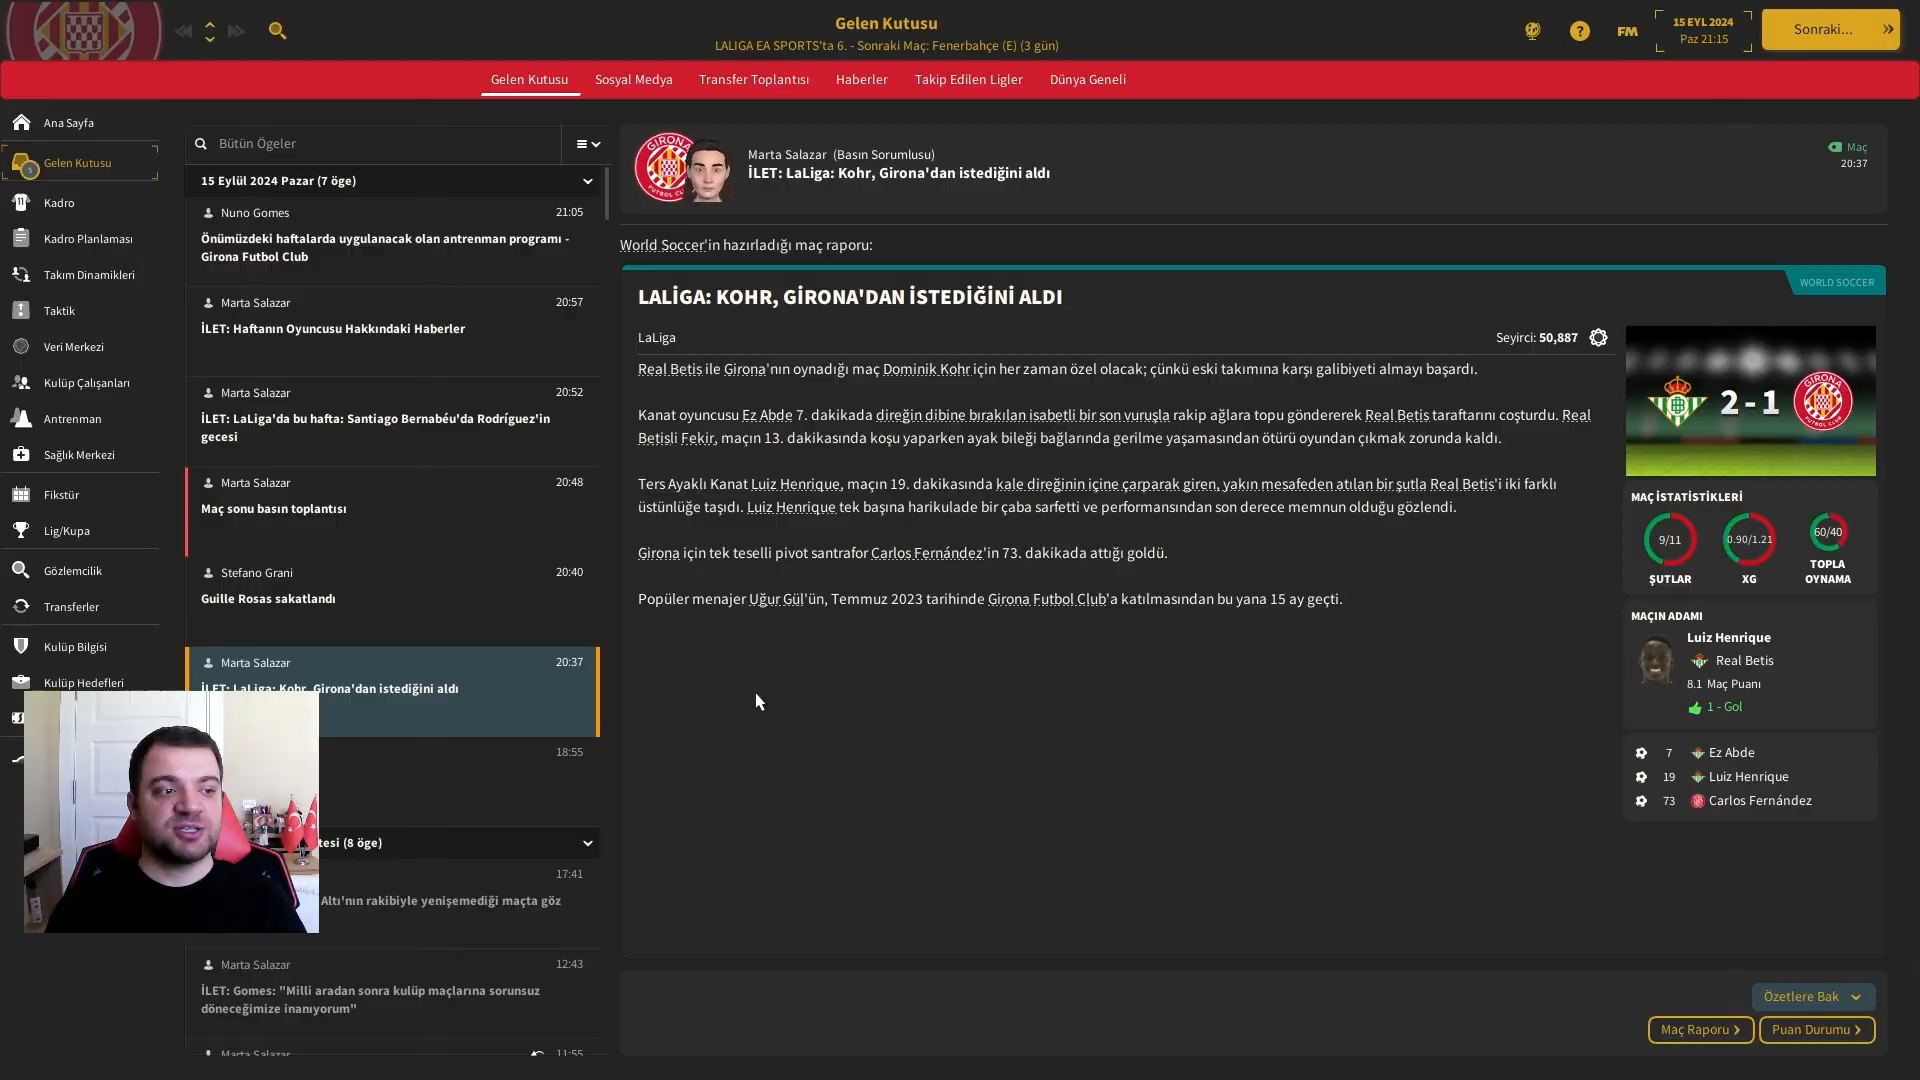 Gelen Kutusu
LALIGA EA SPORTS'ta 6. - Sonraki Maç: Fenerbahçe (E) (3 gün)
FM
15 EYL 2024
Paz 21:15
Sonraki...
Gelen Kutusu
Sosyal Medya
Transfer Toplantısı
Haberler
Takip Edilen Ligler
Dünya Geneli
Ana Sayfa
Gelen Kutusu
5
Kadro
Kadro Planlaması
Takım Dinamikleri
Taktik
Veri Merkezi
Kulüp Çalışanları
Antrenman
Sağlık Merkezi
Fikstür
Lig/Kupa
Gözlemcilik
Transferler
Kulüp Bilgisi
Kulüp Hedefleri
Bütün Ögeler
15 Eylül 2024 Pazar (7 öge)
Nuno Gomes 21:05
Önümüzdeki haftalarda uygulanacak olan antrenman programı -
Girona Futbol Club
Marta Salazar 20:57
İLET: Haftanın Oyuncusu Hakkındaki Haberler
Marta Salazar 20:52
İLET: LaLiga'da bu hafta: Santiago Bernabéu'da Rodríguez'in
gecesi
Marta Salazar 20:48
Maç sonu basın toplantısı
Stefano Grani 20:40
Guille Rosas sakatlandı
Marta Salazar 20:37
İLET: LaLiga: Kohr, Girona'dan istediğini aldı
18:55
tesi (8 öge)
17:41
Altı'nın rakibiyle yenişemediği maçta göz
Marta Salazar 12:43
İLET: Gomes: "Milli aradan sonra kulüp maçlarına sorunsuz
döneceğimize inanıyorum"
Marta Salazar 11:55
Marta Salazar (Basın Sorumlusu)
İLET: LaLiga: Kohr, Girona'dan istediğini aldı
Maç
20:37
World Soccer'in hazırladığı maç raporu:
WORLD SOCCER
LALİGA: KOHR, GİRONA'DAN İSTEDİĞİNİ ALDI
LaLiga
Seyirci: 50,887
Real Betis ile Girona'nın oynadığı maç Dominik Kohr için her zaman özel olacak; çünkü eski takımına karşı galibiyeti almayı başardı.
Kanat oyuncusu Ez Abde 7. dakikada direğin dibine bırakılan isabetli bir son vuruşla rakip ağlara topu göndererek Real Betis taraftarını coşturdu. Real
Betisli Fekir, maçın 13. dakikasında koşu yaparken ayak bileği bağlarında gerilme yaşamasından ötürü oyundan çıkmak zorunda kaldı.
Ters Ayaklı Kanat Luiz Henrique, maçın 19. dakikasında kale direğinin içine çarparak giren, yakın mesafeden atılan bir şutla Real Betis'i iki farklı
üstünlüğe taşıdı. Luiz Henrique tek başına harikulade bir çaba sarfetti ve performansından son derece memnun olduğu gözlendi.
Girona için tek teselli pivot santrafor Carlos Fernández'in 73. dakikada attığı goldü.
Popüler menajer Uğur Gül'ün, Temmuz 2023 tarihinde Girona Futbol Club'a katılmasından bu yana 15 ay geçti.
2 - 1
MAÇ İSTATİSTİKLERİ
9/11
0.90/1.21
60/40
ŞUTLAR
XG
TOPLA
OYNAMA
MAÇIN ADAMI
Luiz Henrique
Real Betis
8.1 Maç Puanı
1 - Gol
7 Ez Abde
19 Luiz Henrique
73 Carlos Fernández
Özetlere Bak
Maç Raporu
Puan Durumu